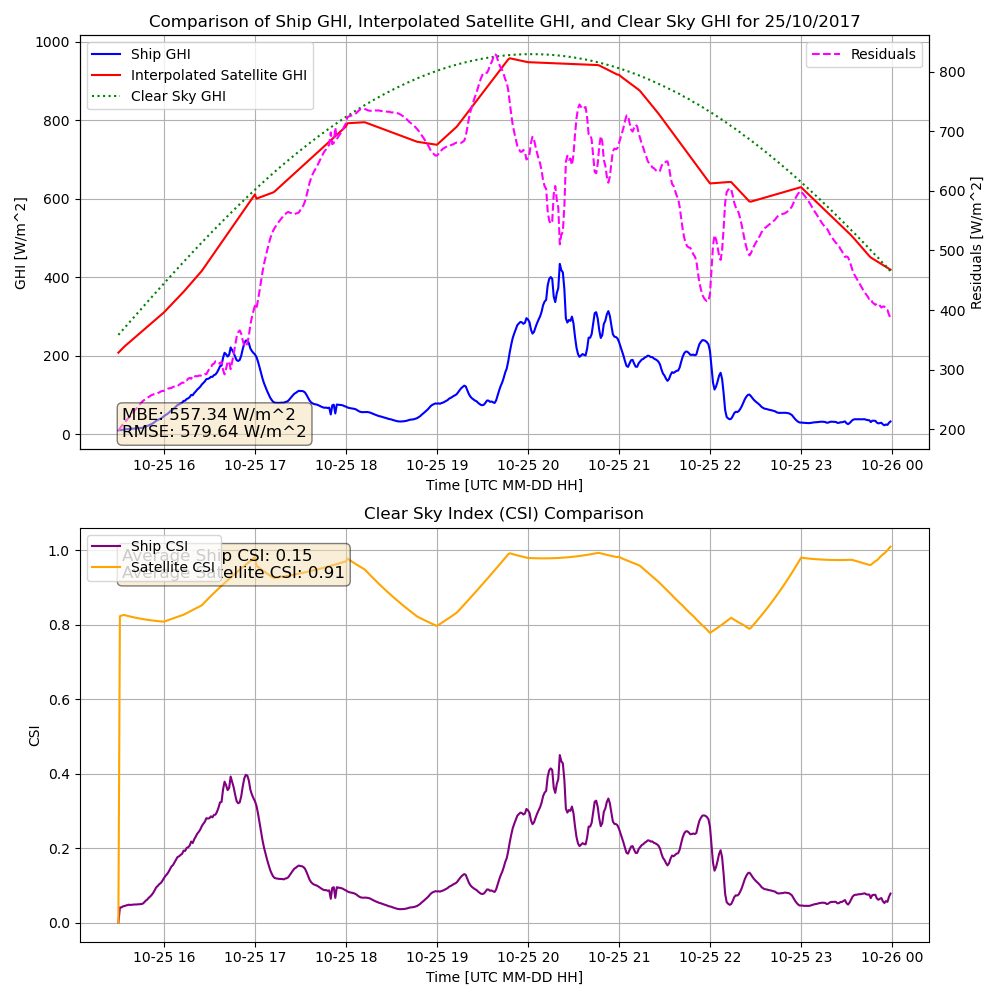 Comparison of Ship GHI, Interpolated Satellite GHI, and Clear Sky GHI for 25/10/2017
Ship GHI
Interpolated Satellite GHI
Clear Sky GHI
Residuals
1000
800
600
400
200
0
GHI [W/m^2]
800
700
600
500
400
300
200
Residuals [W/m^2]
MBE: 557.34 W/m^2
RMSE: 579.64 W/m^2
10-25 16 10-25 17 10-25 18 10-25 19 10-25 20 10-25 21 10-25 22 10-25 23 10-26 00
Time [UTC MM-DD HH]
Clear Sky Index (CSI) Comparison
Ship CSI
Satellite CSI
Average Ship CSI: 0.15
Average Satellite CSI: 0.91
1.0
0.8
0.6
0.4
0.2
0.0
CSI
10-25 16 10-25 17 10-25 18 10-25 19 10-25 20 10-25 21 10-25 22 10-25 23 10-26 00
Time [UTC MM-DD HH]